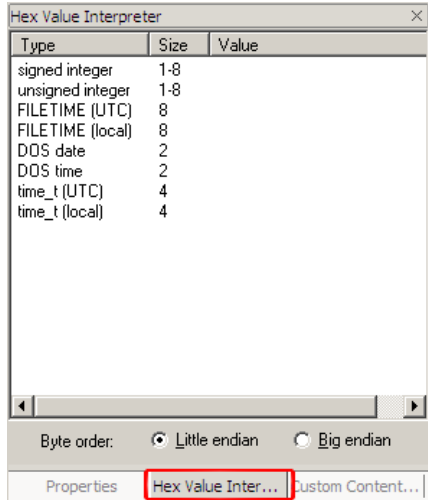 Hex Value Interpreter
Type Size Value
signed integer 1-8
unsigned integer 1-8
FILETIME (UTC) 8
FILETIME (local) 8
DOS date 2
DOS time 2
time_t (UTC) 4
time_t (local) 4
Byte order: Little endian Big endian
Properties Hex Value Inter... Custom Content...